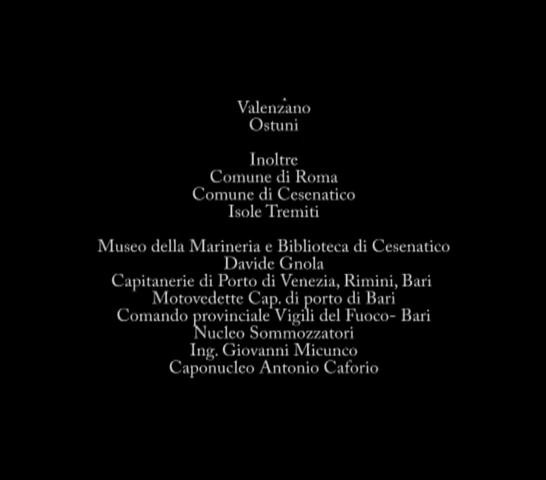 Valenzano
Ostuni
Inoltre
Comune di Roma
Comune di Cesenatico
Isole Tremiti
Museo della Marineria e Biblioteca di Cesenatico
Davide Gnola
Capitanerie di Porto di Venezia, Rimini, Bari
Motovedette Cap. di porto di Bari
Comando provinciale Vigili del Fuoco- Bari
Nucleo Sommozzatori
Ing. Giovanni Micunco
Caponucleo Antonio Caforio